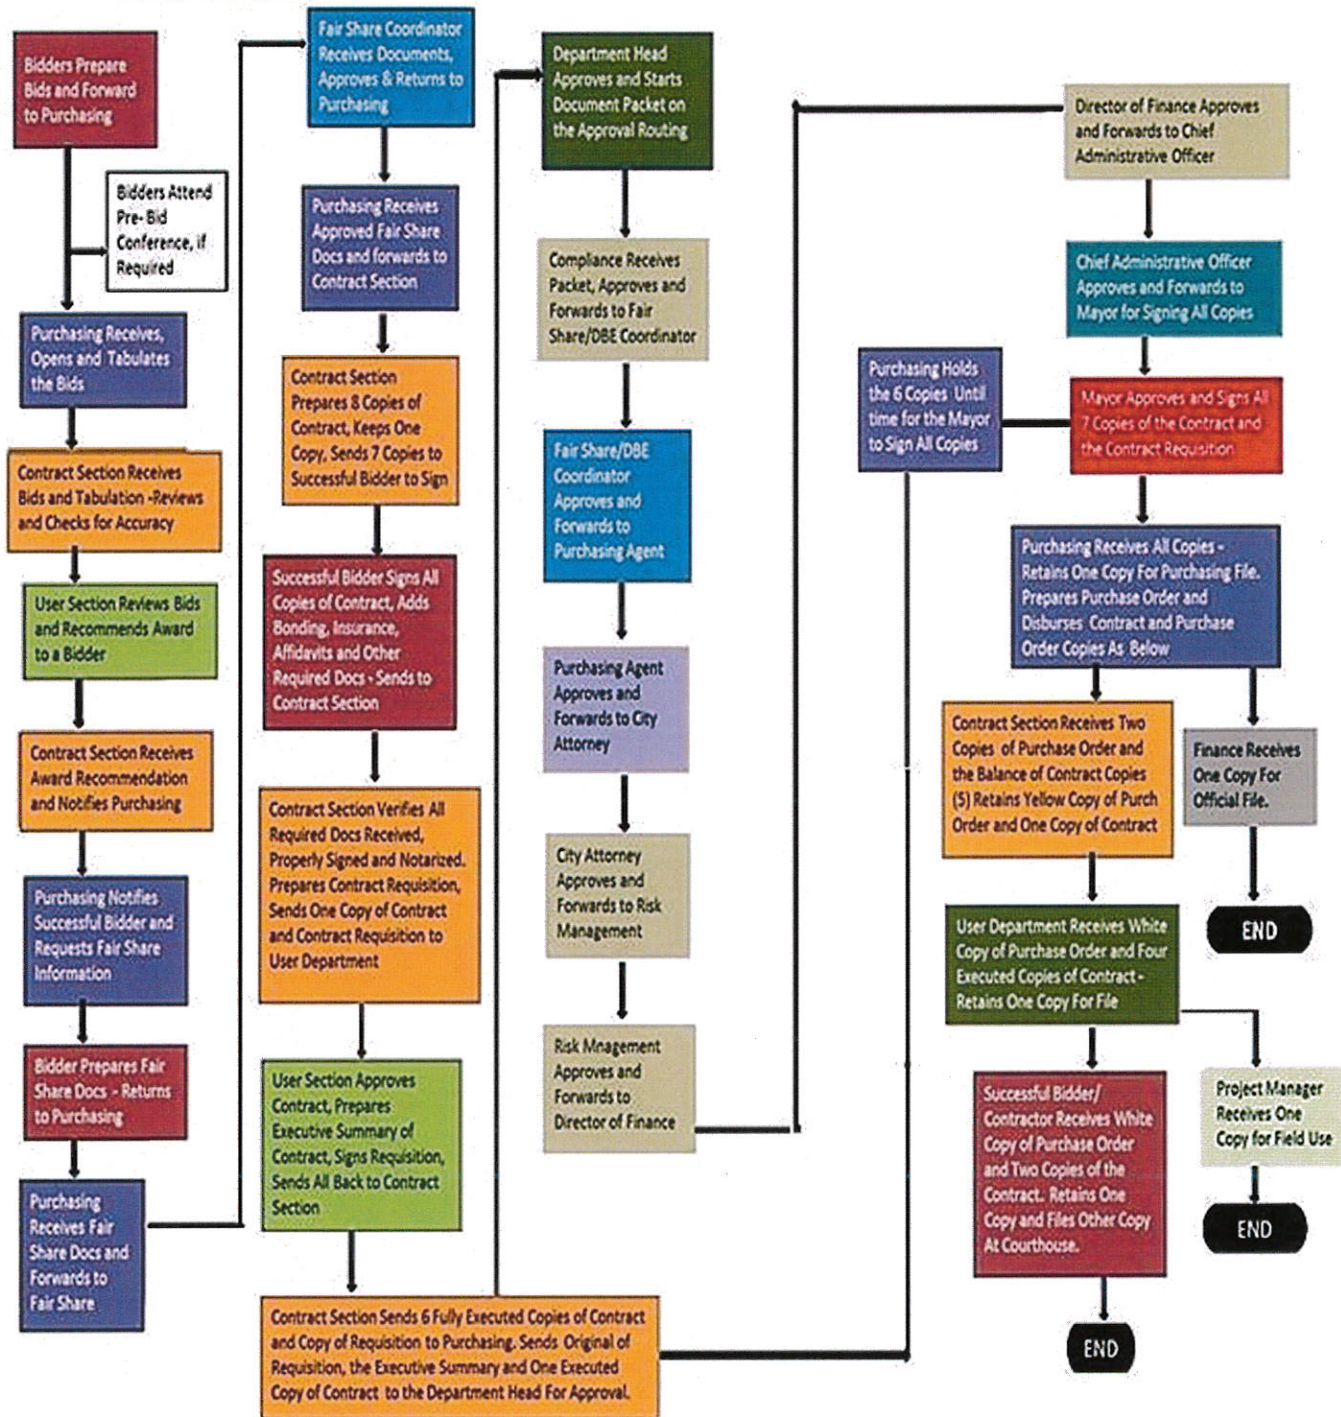 Bidders Prepare
Bids and Forward
to Purchasing
Bidders Attend
Pre- Bid
Conference, if
Required
Purchasing Receives,
Opens and Tabulates
the Bids
Contract Section Receives
Bids and Tabulation -Reviews
and Checks for Accuracy
User Section Reviews Bids
and Recommends Award
to a Bidder
Contract Section Receives
Award Recommendation
and Notifies Purchasing
Purchasing Notifies
Successful Bidder and
Requests Fair Share
Information
Bidder Prepares Fair
Share Docs - Returns
to Purchasing
Purchasing
Receives Fair
Share Docs and
Forwards to
Fair Share
Fair Share Coordinator
Receives Documents,
Approves & Returns to
Purchasing
Purchasing Receives
Approved Fair Share
Docs and forwards to
Contract Section
Contract Section
Prepares 8 Copies of
Contract, Keeps One
Copy, Sends 7 Copies to
Successful Bidder to Sign
Successful Bidder Signs All
Copies of Contract, Adds
Bonding, Insurance,
Affidavits and Other
Required Docs - Sends to
Contract Section
Contract Section Verifies All
Required Docs Received,
Properly Signed and Notarized.
Prepares Contract Requisition,
Sends One Copy of Contract
and Contract Requisition to
User Department
User Section Approves
Contract, Prepares
Executive Summary of
Contract, Signs Requisition,
Sends All Back to Contract
Section
Contract Section Sends 6 Fully Executed Copies of Contract
and Copy of Requisition to Purchasing. Sends Original of
Requisition, the Executive Summary and One Executed
Copy of Contract to the Department Head For Approval.
Department Head
Approves and Starts
Document Packet on
the Approval Routing
Compliance Receives
Packet, Approves and
Forwards to Fair
Share/DBE Coordinator
Fair Share/DBE
Coordinator
Approves and
Forwards to
Purchasing Agent
Purchasing Agent
Approves and
Forwards to City
Attorney
City Attorney
Approves and
Forwards to Risk
Management
Risk Mnagement
Approves and
Forwards to
Director of Finance
Director of Finance Approves
and Forwards to Chief
Administrative Officer
Chief Administrative Officer
Approves and Forwards to
Mayor for Signing All Copies
Purchasing Holds
the 6 Copies Until
time for the Mayor
to Sign All Copies
Mayor Approves and Signs All
7 Copies of the Contract and
the Contract Requisition
Purchasing Receives All Copies -
Retains One Copy For Purchasing File.
Prepares Purchase Order and
Disburses Contract and Purchase
Order Copies As Below
Contract Section Receives Two
Copies of Purchase Order and
the Balance of Contract Copies
(5) Retains Yellow Copy of Purch
Order and One Copy of Contract
Finance Receives
One Copy For
Official File.
END
User Department Receives White
Copy of Purchase Order and Four
Executed Copies of Contract -
Retains One Copy For File
Successful Bidder/
Contractor Receives White
Copy of Purchase Order
and Two Copies of the
Contract. Retains One
Copy and Files Other Copy
At Courthouse.
Project Manager
Receives One
Copy for Field Use
END
END